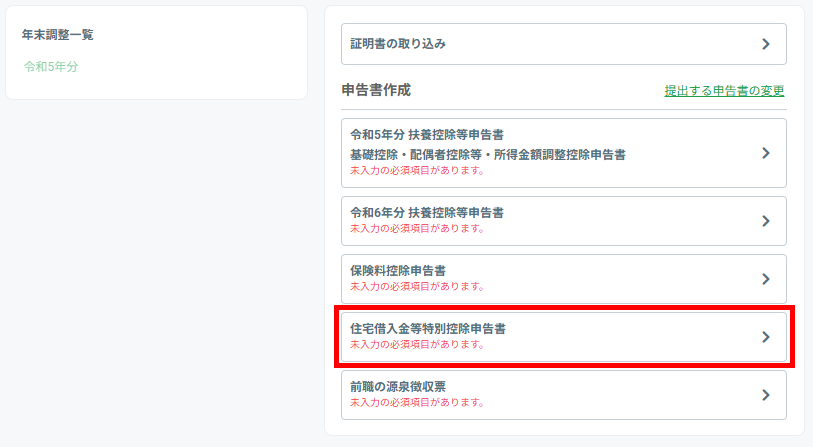 年末調整一覧
令和5年分
証明書の取り込み
申告書作成
提出する申告書の変更
令和5年分 扶養控除等申告書
基礎控除・配偶者控除等・所得金額調整控除申告書
未入力の必須項目があります。
令和6年分 扶養控除等申告書
未入力の必須項目があります。
保険料控除申告書
未入力の必須項目があります。
住宅借入金等特別控除申告書
未入力の必須項目があります。
前職の源泉徴収票
未入力の必須項目があります。